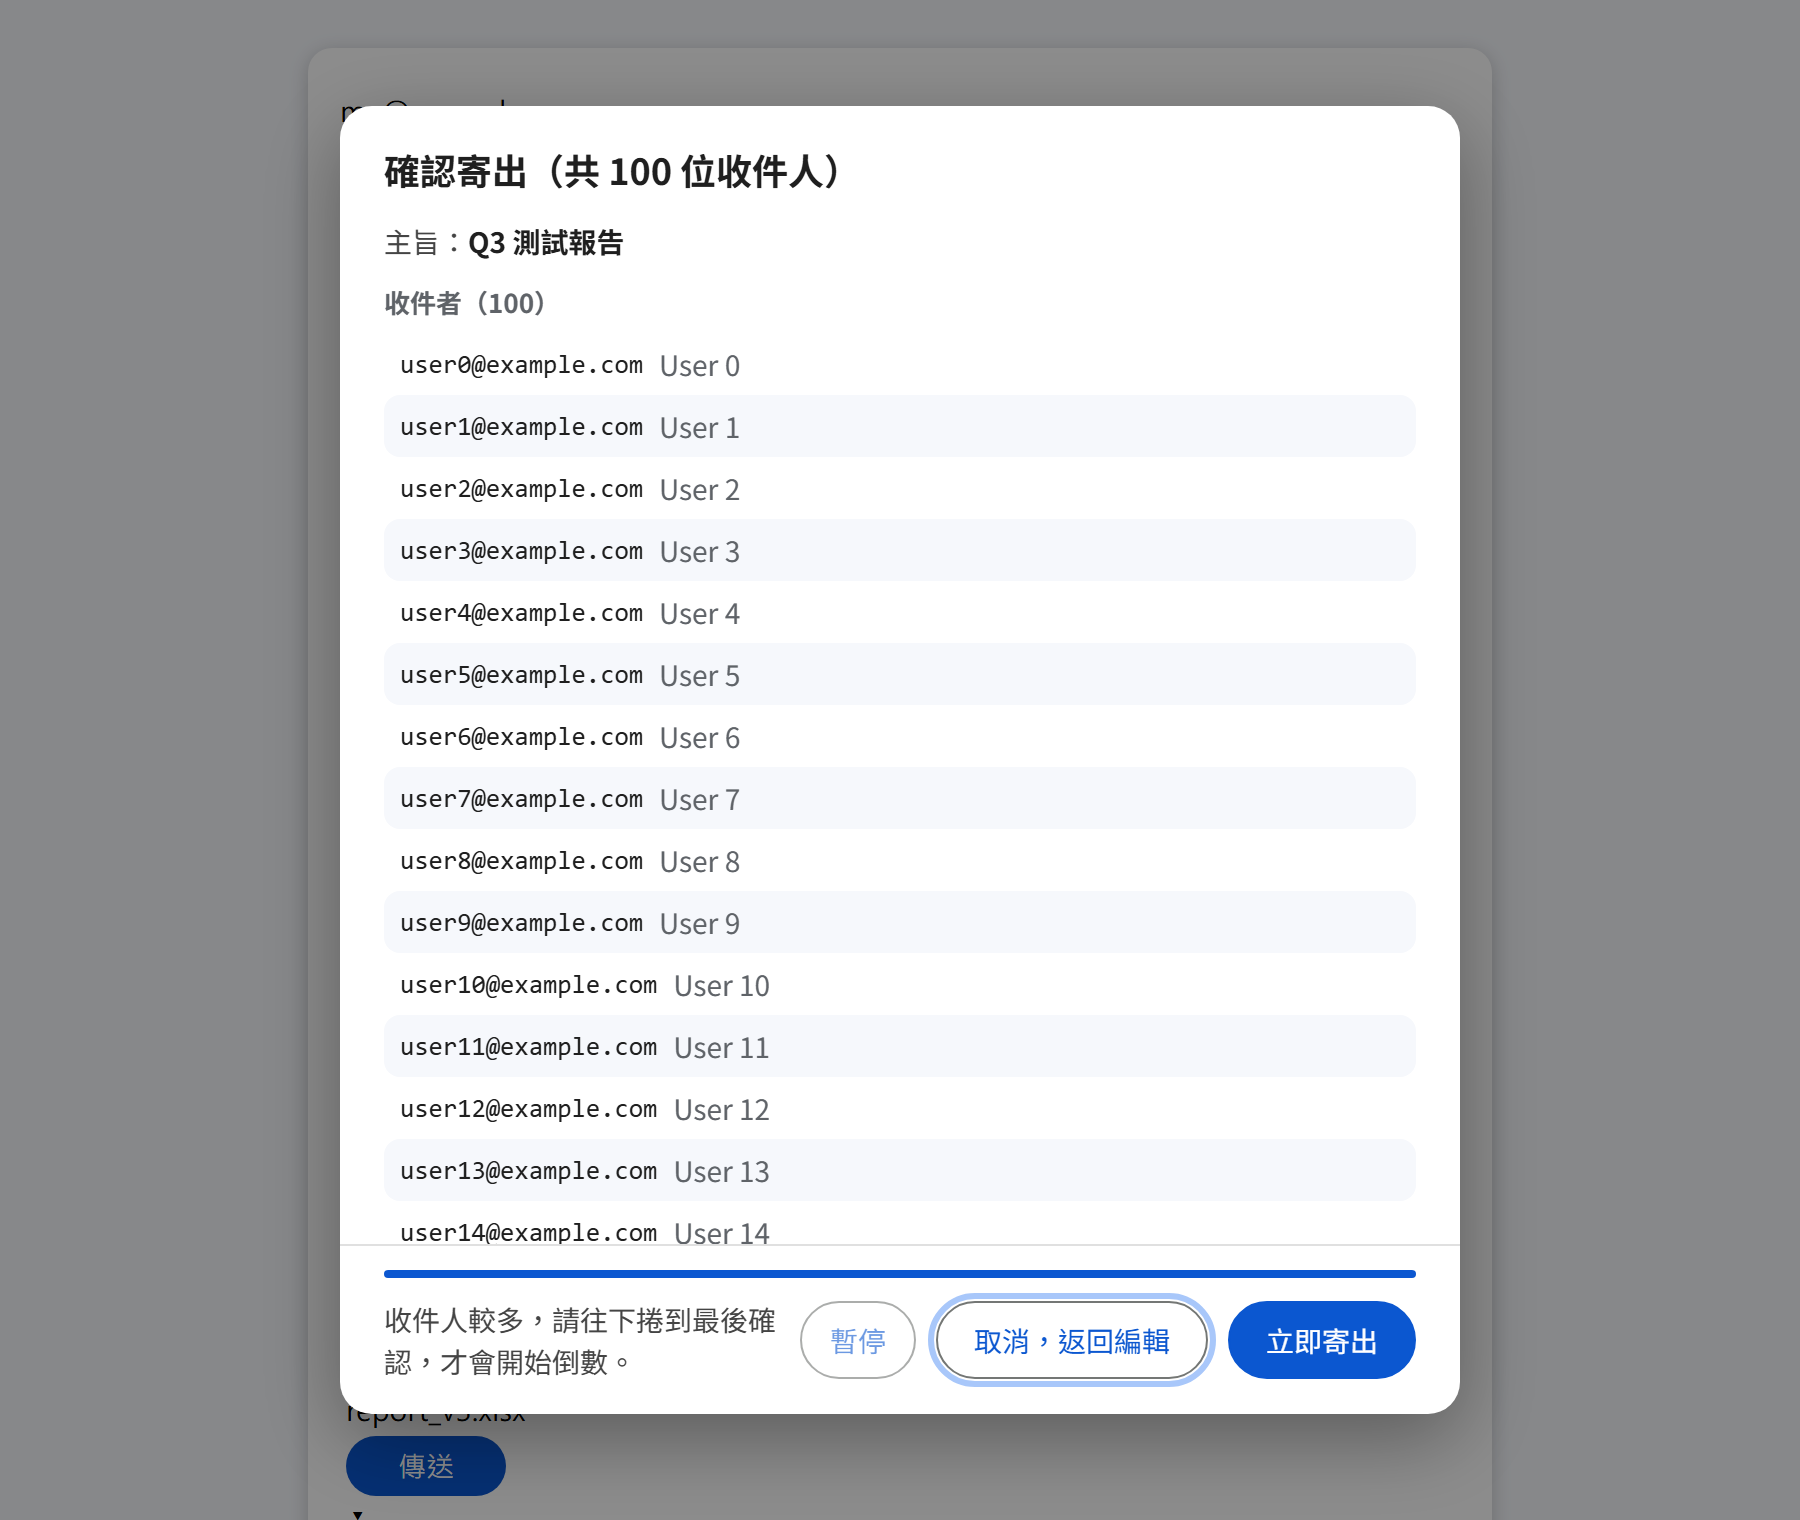 確認寄出（共 100 位收件人）
主旨：Q3 測試報告
收件者（100）
user0@example.com User 0
user1@example.com User 1
user2@example.com User 2
user3@example.com User 3
user4@example.com User 4
user5@example.com User 5
user6@example.com User 6
user7@example.com User 7
user8@example.com User 8
user9@example.com User 9
user10@example.com User 10
user11@example.com User 11
user12@example.com User 12
user13@example.com User 13
user14@example.com User 14
收件人較多，請往下捲到最後確
認，才會開始倒數。
暫停
取消，返回編輯
立即寄出
傳送